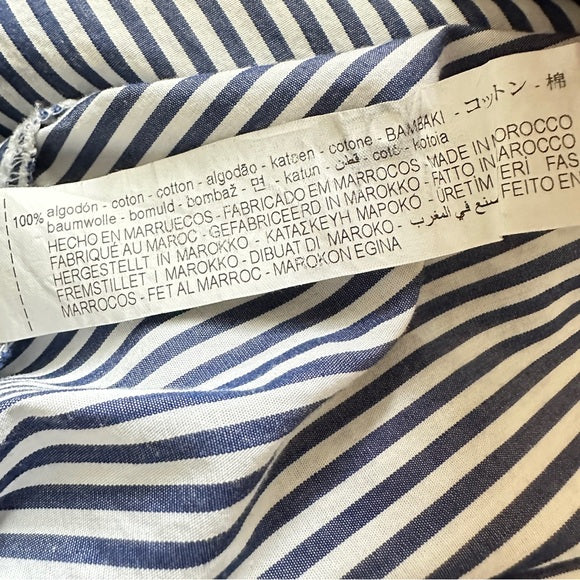 100% algodón - coton - cotton - algodão - katoen - cotone - ΒΑΜΒΑΚΙ - コットン - 棉
baumwolle - bomuld - bombaž - 면 - katun - قطن - cotó - kotoia
HECHO EN MARRUECOS - FABRICADO EM MARROCOS - MADE IN MOROCCO
FABRIQUÉ AU MAROC - GEFABRICEERD IN MAROKKO - FATTO IN MAROCCO
HERGESTELLT IN MAROKKO - ΚΑΤΑΣΚΕΥΗ ΜΑΡΟΚΟ - ÜRETIM YERİ FAS
FREMSTILLET I MAROKKO - DIBUAT DI MAROKO - صنع في المغرب - FEITO EN
MARROCOS - FET AL MARROC - MAROKON EGINA